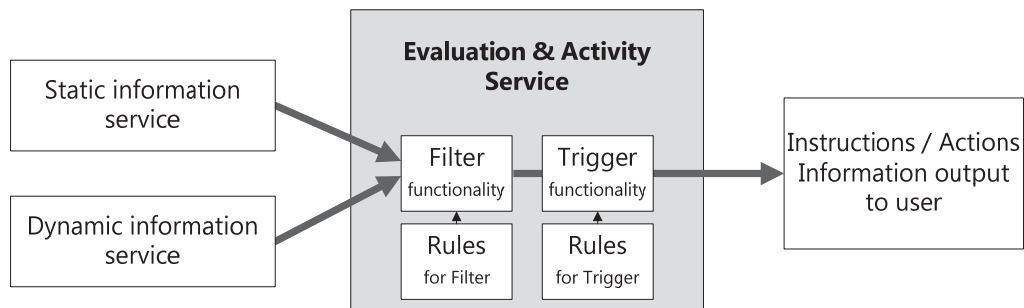 Static information
service
Dynamic information
service
Evaluation & Activity
Service
Filter
functionality
Trigger
functionality
Rules
for Filter
Rules
for Trigger
Instructions / Actions
Information output
to user